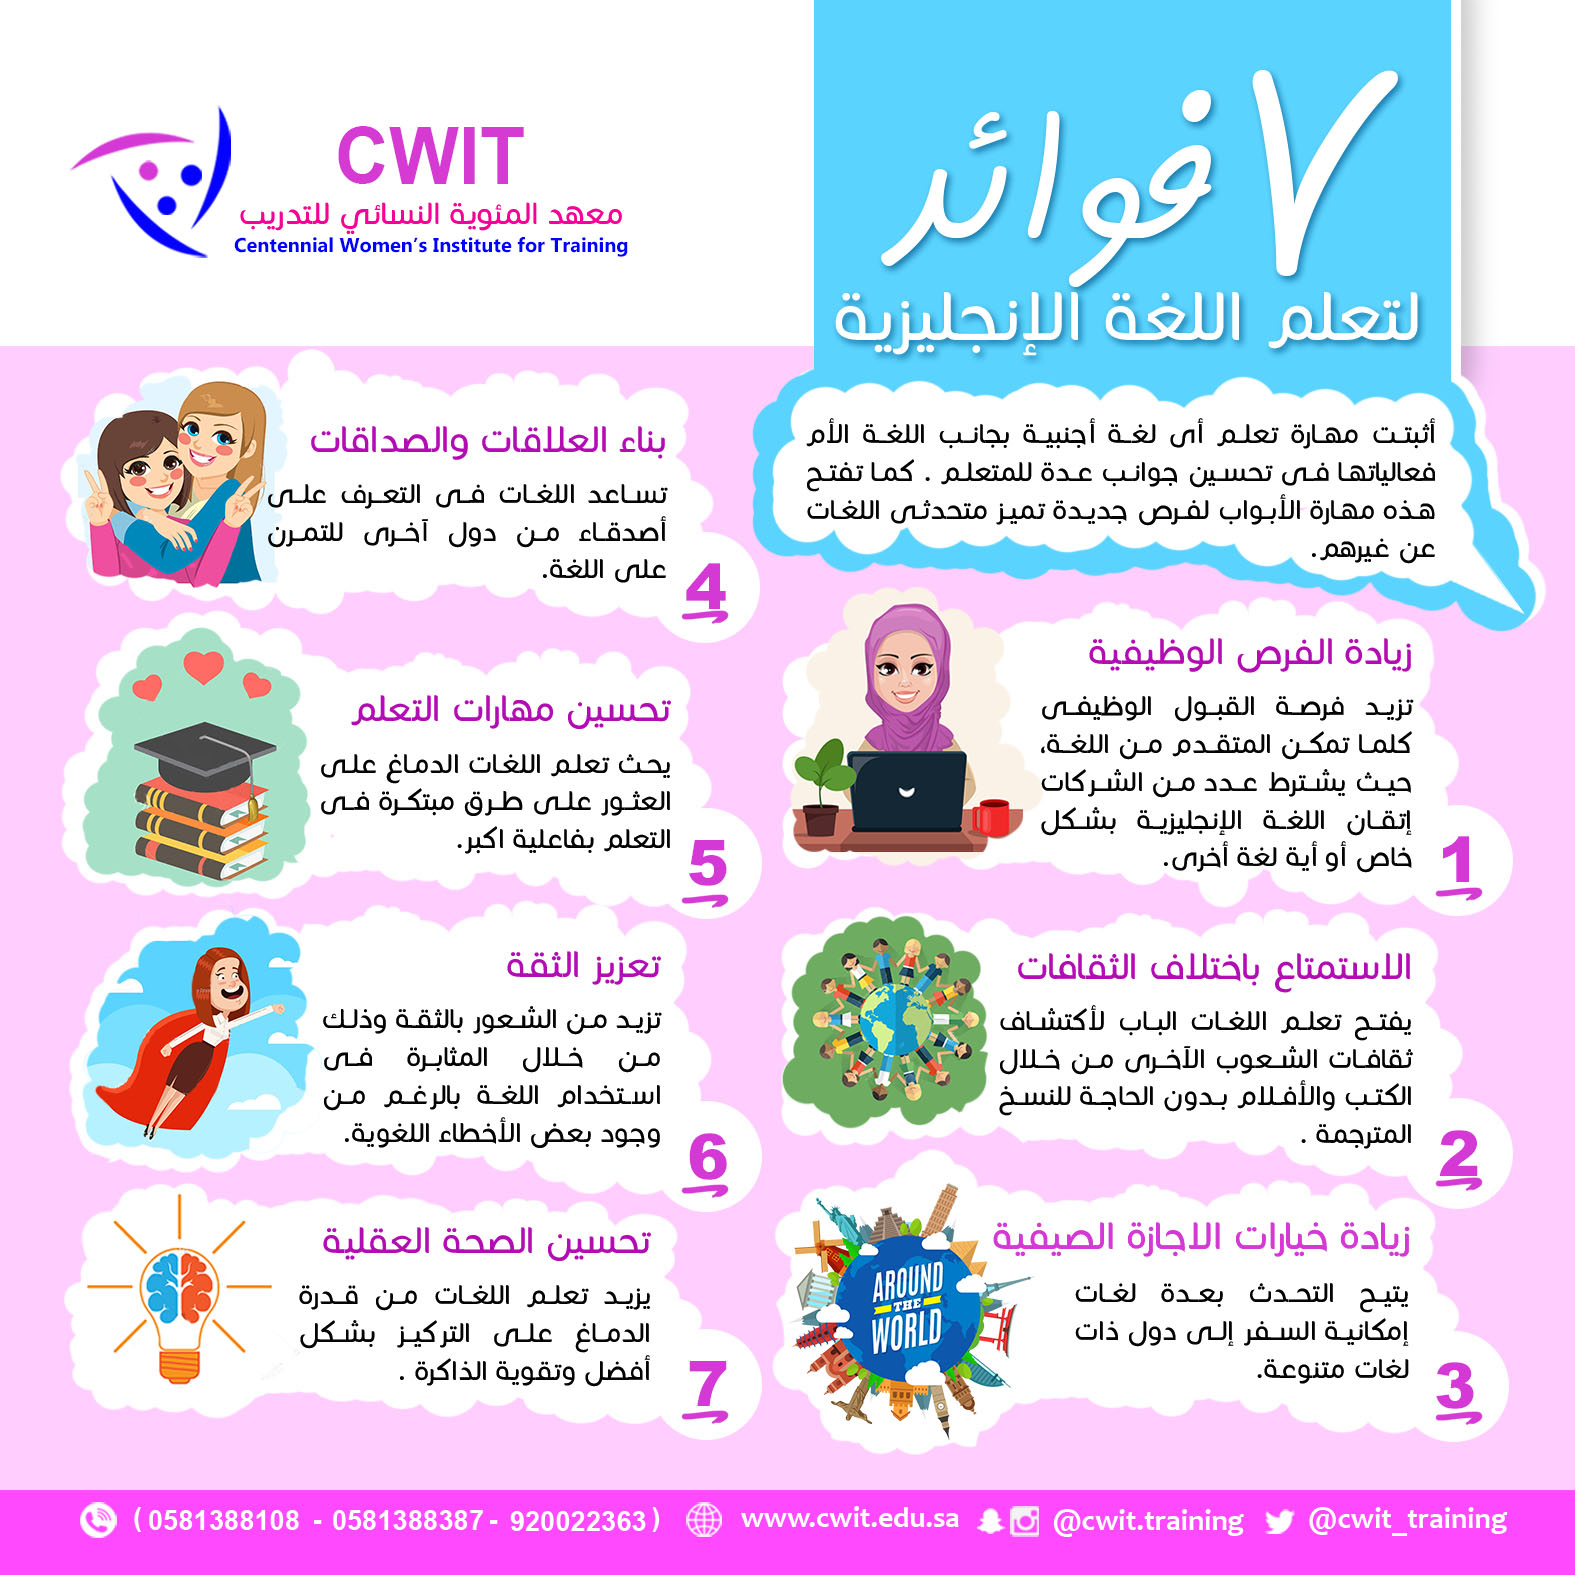 CWIT
معهد المئوية النسائي للتدريب
Centennial Women's Institute for Training
٧ فوائد
لتعلم اللغة الإنجليزية
أثبتت مهارة تعلم أى لغة أجنبية بجانب اللغة الأم
فعالياتها فى تحسين جوانب عدة للمتعلم . كما تفتح
هذه مهارة الأبواب لفرص جديدة تميز متحدثى اللغات
عن غيرهم.
زيادة الفرص الوظيفية
تزيد فرصة القبول الوظيفى
كلما تمكن المتقدم من اللغة،
حيث يشترط عدد من الشركات
إتقان اللغة الإنجليزية بشكل
خاص أو أية لغة أخرى.
1
الاستمتاع باختلاف الثقافات
يفتح تعلم اللغات الباب لأكتشاف
ثقافات الشعوب الآخرى من خلال
الكتب والأفلام بدون الحاجة للنسخ
المترجمة .
2
زيادة خيارات الاجازة الصيفية
يتيح التحدث بعدة لغات
إمكانية السفر إلى دول ذات
لغات متنوعة.
3
AROUND
THE
WORLD
بناء العلاقات والصداقات
تساعد اللغات فى التعرف على
أصدقاء من دول آخرى للتمرن
على اللغة.
4
تحسين مهارات التعلم
يحث تعلم اللغات الدماغ على
العثور على طرق مبتكرة فى
التعلم بفاعلية اكبر.
5
تعزيز الثقة
تزيد من الشعور بالثقة وذلك
من خلال المثابرة فى
استخدام اللغة بالرغم من
وجود بعض الأخطاء اللغوية.
6
تحسين الصحة العقلية
يزيد تعلم اللغات من قدرة
الدماغ على التركيز بشكل
أفضل وتقوية الذاكرة .
7
( 0581388108 - 0581388387 - 920022363 ) www.cwit.edu.sa @cwit.training @cwit_training